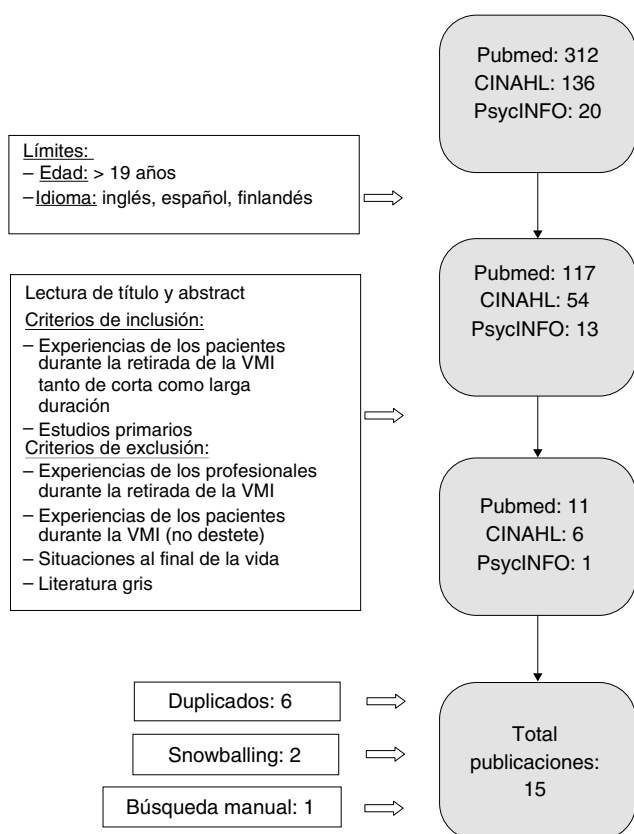 Pubmed: 312
CINAHL: 136
PsycINFO: 20
Límites:
– Edad: > 19 años
– Idioma: inglés, español, finlandés
Pubmed: 117
CINAHL: 54
PsycINFO: 13
Lectura de título y abstract
Criterios de inclusión:
– Experiencias de los pacientes
durante la retirada de la VMI
tanto de corta como larga
duración
– Estudios primarios
Criterios de exclusión:
– Experiencias de los profesionales
durante la retirada de la VMI
– Experiencias de los pacientes
durante la VMI (no destete)
– Situaciones al final de la vida
– Literatura gris
Pubmed: 11
CINAHL: 6
PsycINFO: 1
Duplicados: 6
Snowballing: 2
Búsqueda manual: 1
Total
publicaciones:
15